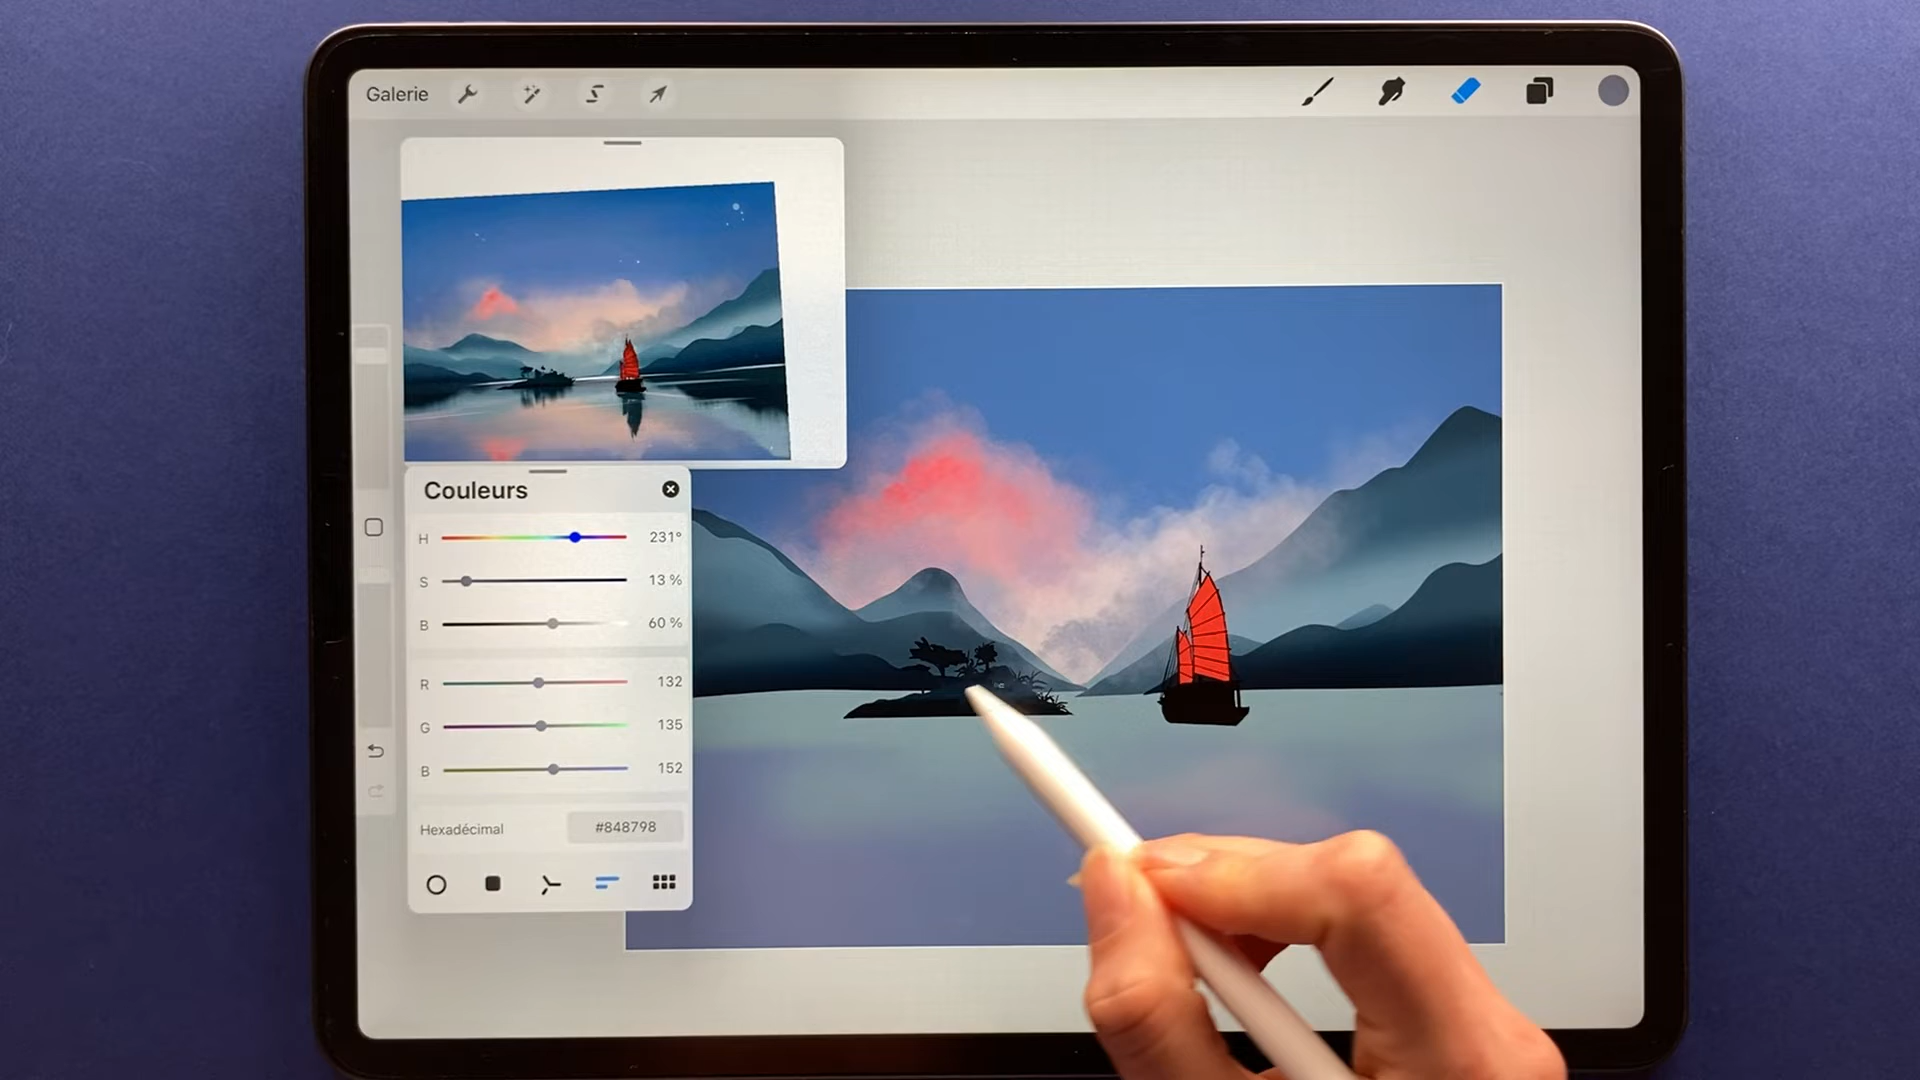 Galerie
Couleurs
H 231°
S 13 %
B 60 %
R 132
G 135
B 152
Hexadécimal #848798